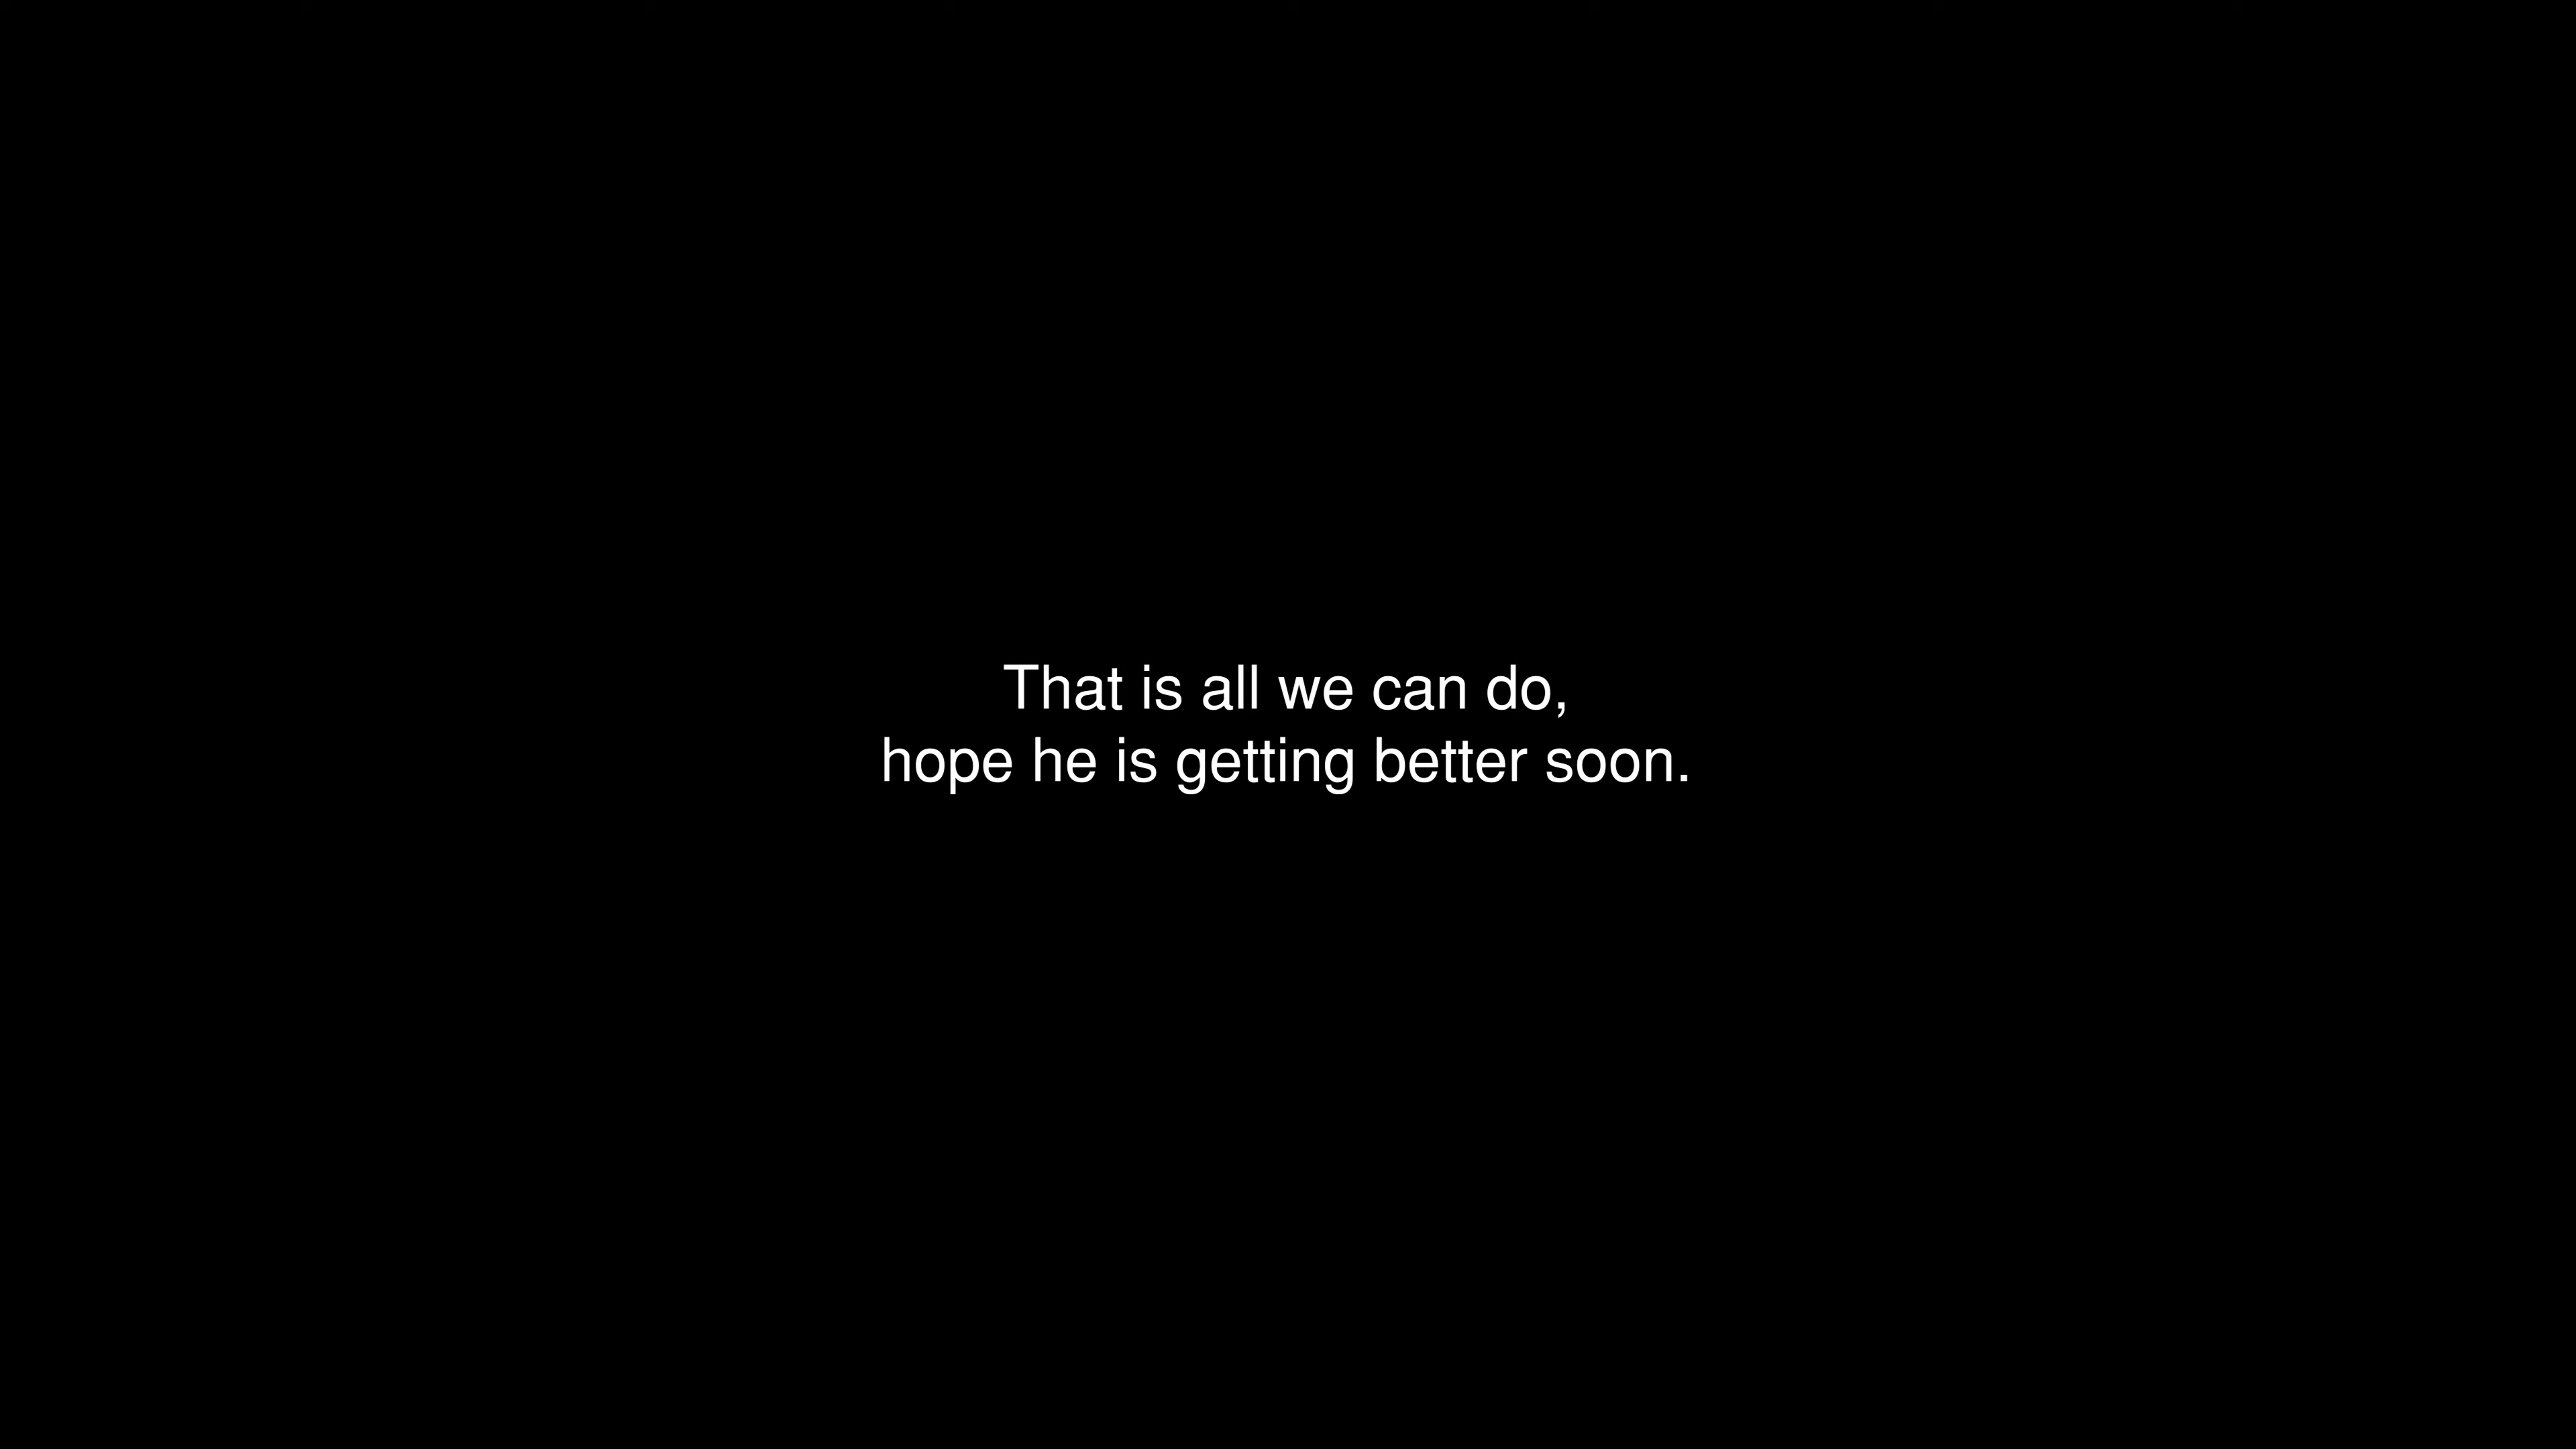 That is all we can do,
hope he is getting better soon.